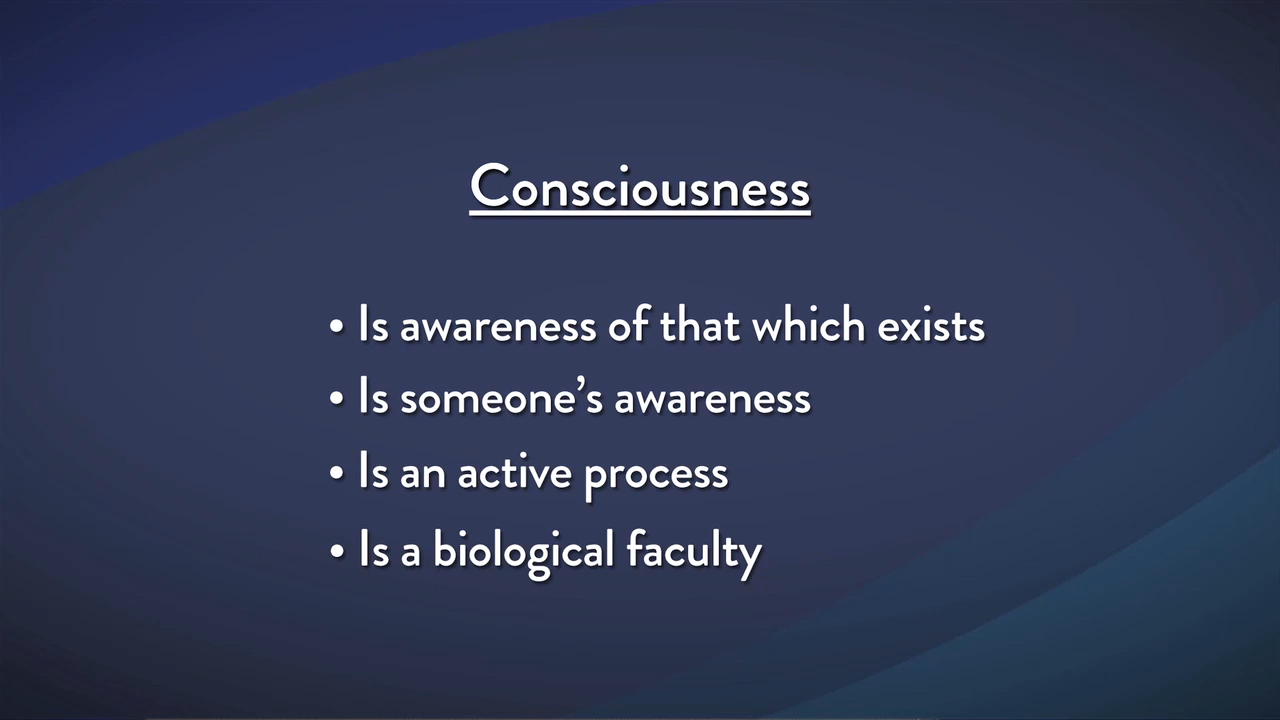 Consciousness
• Is awareness of that which exists
• Is someone’s awareness
• Is an active process
• Is a biological faculty